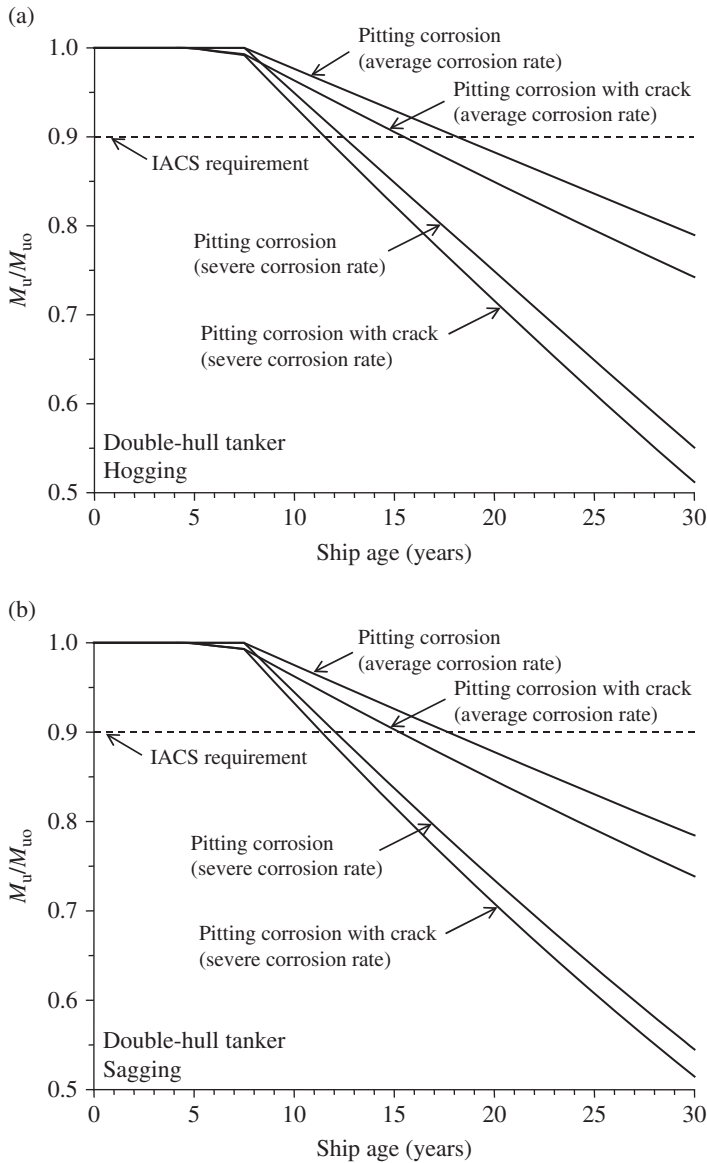 (a)
1.0
0.9
0.8
0.7
0.6
0.5
Mu/Muo
Pitting corrosion
(average corrosion rate)
Pitting corrosion with crack
(average corrosion rate)
IACS requirement
Pitting corrosion
(severe corrosion rate)
Pitting corrosion with crack
(severe corrosion rate)
Double-hull tanker
Hogging
0 5 10 15 20 25 30
Ship age (years)
(b)
1.0
0.9
0.8
0.7
0.6
0.5
Mu/Muo
Pitting corrosion
(average corrosion rate)
Pitting corrosion with crack
(average corrosion rate)
IACS requirement
Pitting corrosion
(severe corrosion rate)
Pitting corrosion with crack
(severe corrosion rate)
Double-hull tanker
Sagging
0 5 10 15 20 25 30
Ship age (years)